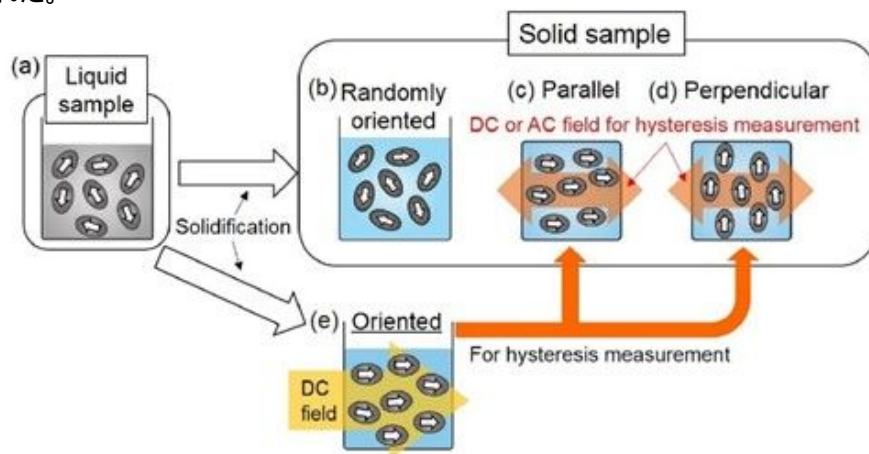 Solid sample
(a)
Liquid
sample
(b)
Randomly
oriented
(c) Parallel
(d) Perpendicular
DC or AC field for hysteresis measurement
Solidification
(e)
Oriented
DC
field
For hysteresis measurement